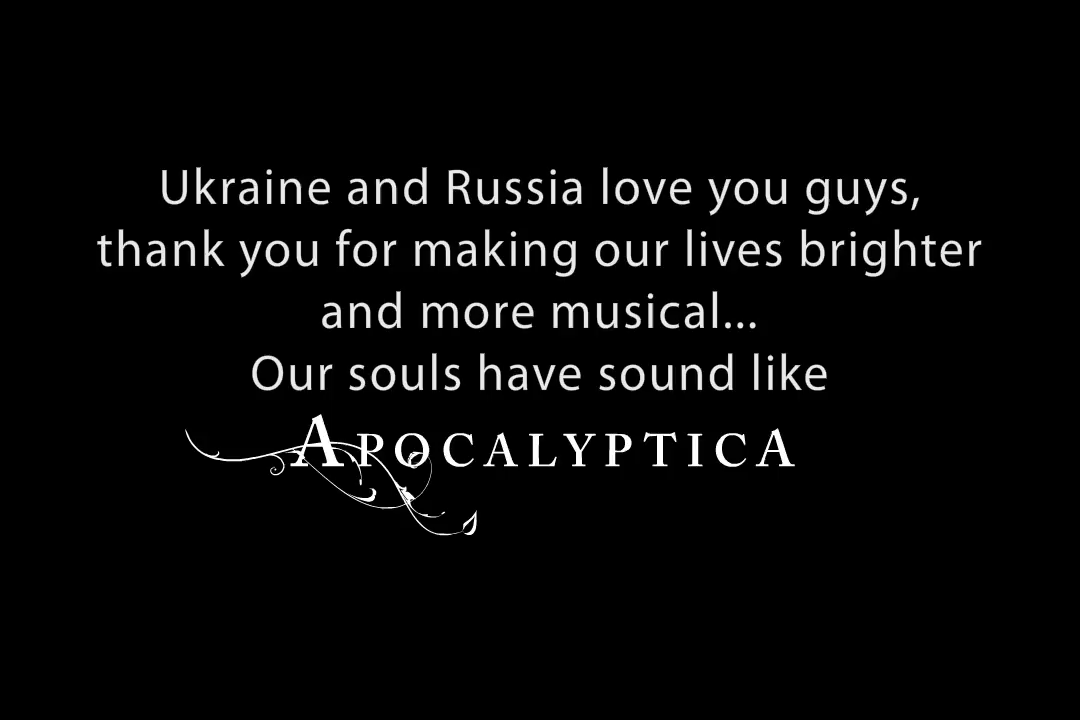 Ukraine and Russia love you guys,
thank you for making our lives brighter
and more musical...
Our souls have sound like
APOCALYPTICA